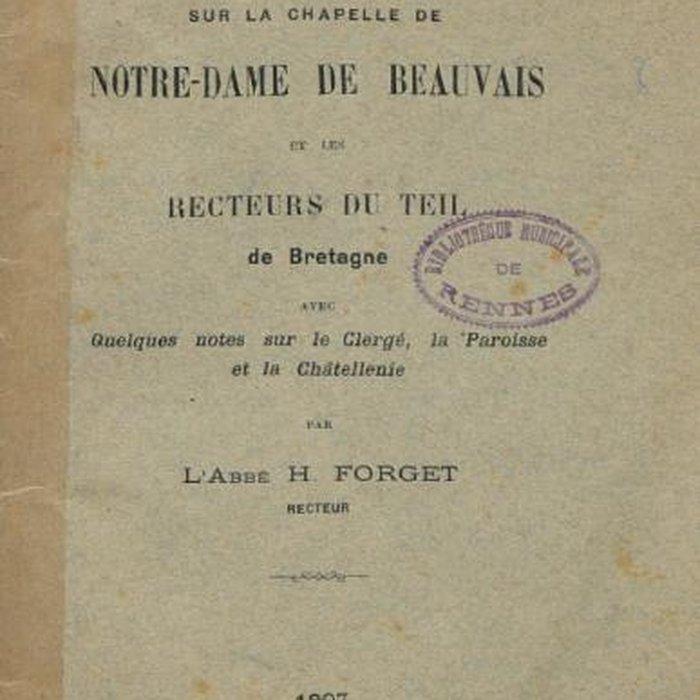 SUR LA CHAPELLE DE
NOTRE-DAME DE BEAUVAIS
ET LES
RECTEURS DU TEIL
de Bretagne
BIBLIOTHÈQUE MUNICIPALE
DE
RENNES
AVEC
Quelques notes sur le Clergé, la Paroisse
et la Châtellenie
PAR
L'ABBÉ H. FORGET
RECTEUR